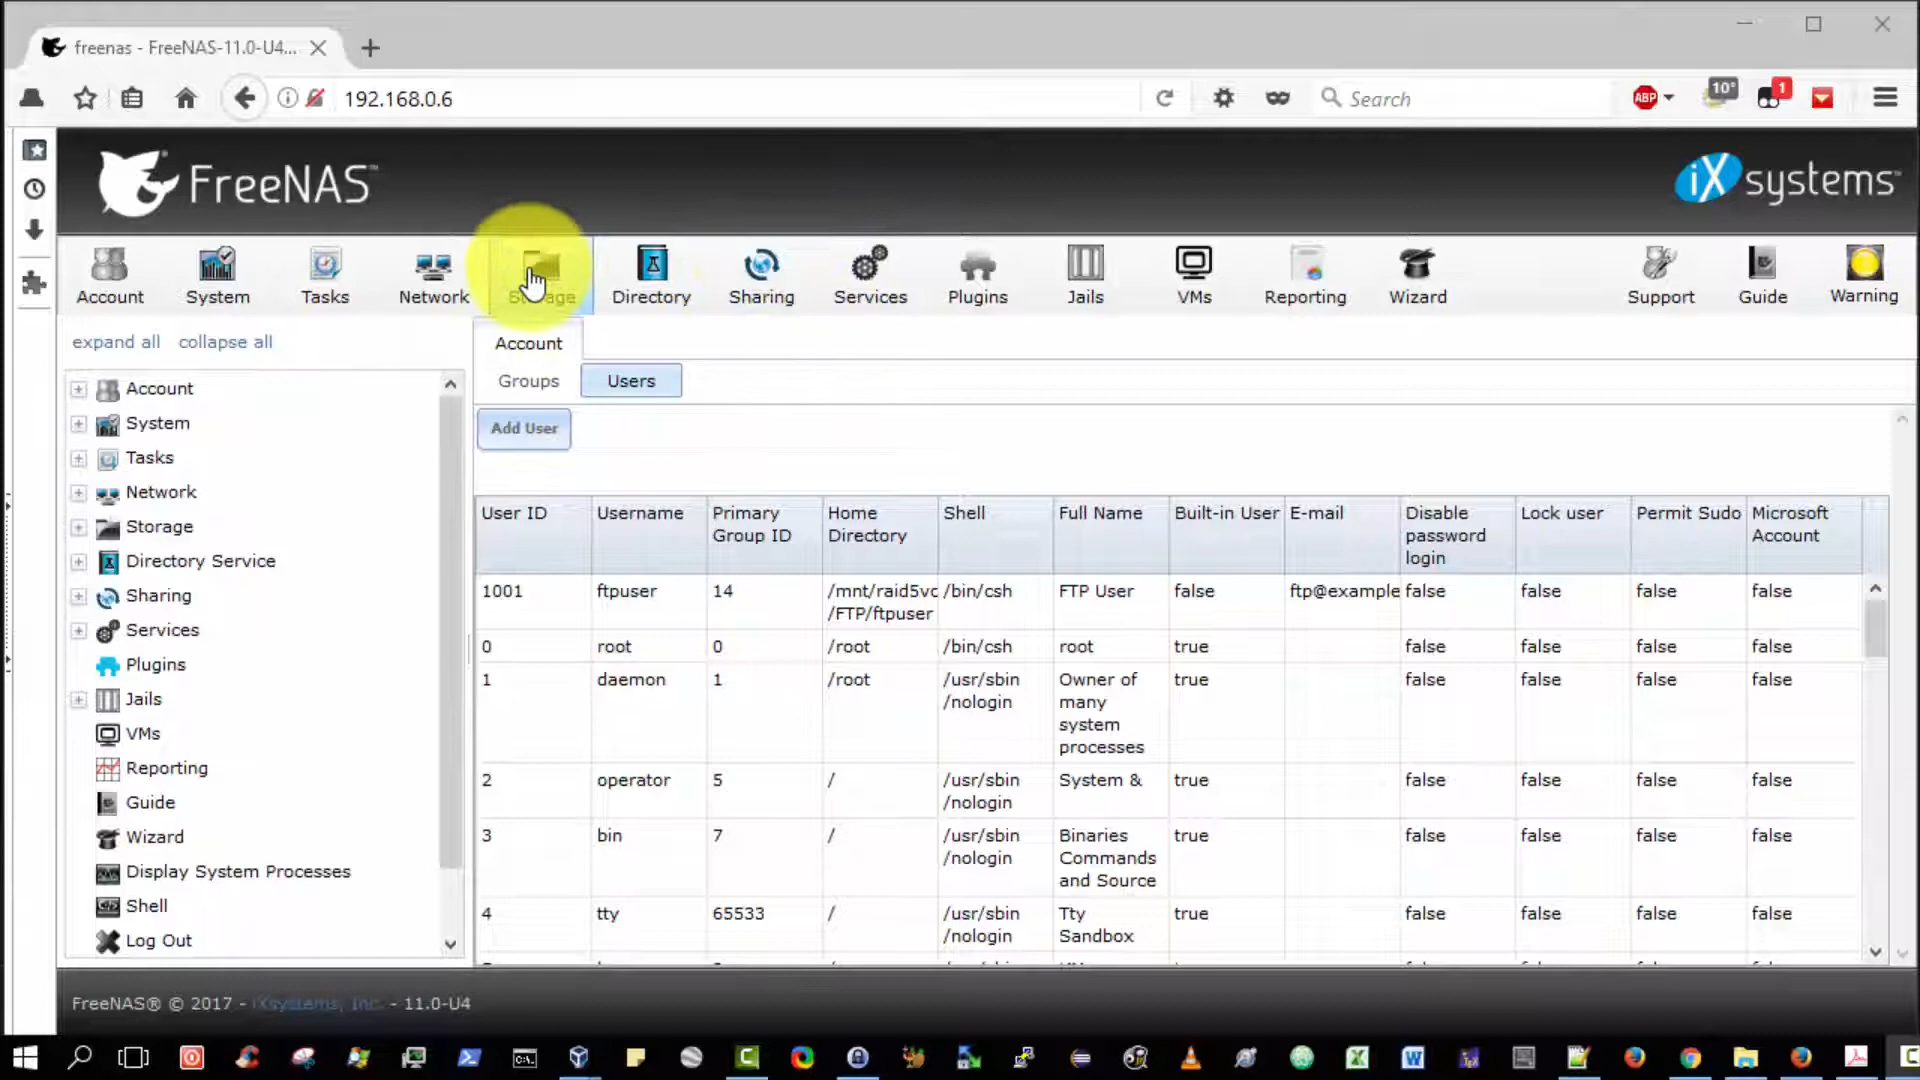 freenas - FreeNAS-11.0-U4...
192.168.0.6
Search
ABP
10°
1
FreeNAS™
iX systems™
Account
System
Tasks
Network
Storage
Directory
Sharing
Services
Plugins
Jails
VMs
Reporting
Wizard
Support
Guide
Warning
expand all
collapse all
Account
System
Tasks
Network
Storage
Directory Service
Sharing
Services
Plugins
Jails
VMs
Reporting
Guide
Wizard
Display System Processes
Shell
Log Out
Account
Groups
Users
Add User
User ID Username Primary Group ID Home Directory Shell Full Name Built-in User E-mail Disable password login Lock user Permit Sudo Microsoft Account
1001 ftpuser 14 /mnt/raid5vo /FTP/ftpuser /bin/csh FTP User false ftp@example false false false false
0 root 0 /root /bin/csh root true false false false false
1 daemon 1 /root /usr/sbin /nologin Owner of many system processes true false false false false
2 operator 5 / /usr/sbin /nologin System & true false false false false
3 bin 7 / /usr/sbin /nologin Binaries Commands and Source true false false false false
4 tty 65533 / /usr/sbin /nologin Tty Sandbox true false false false false
FreeNAS® © 2017 - iXsystems, Inc. - 11.0-U4